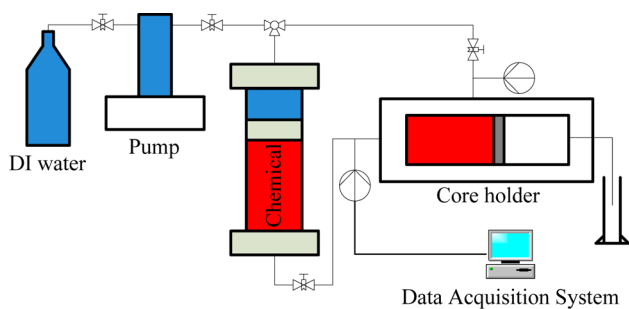 DI water
Pump
Chemical
Core holder
Data Acquisition System